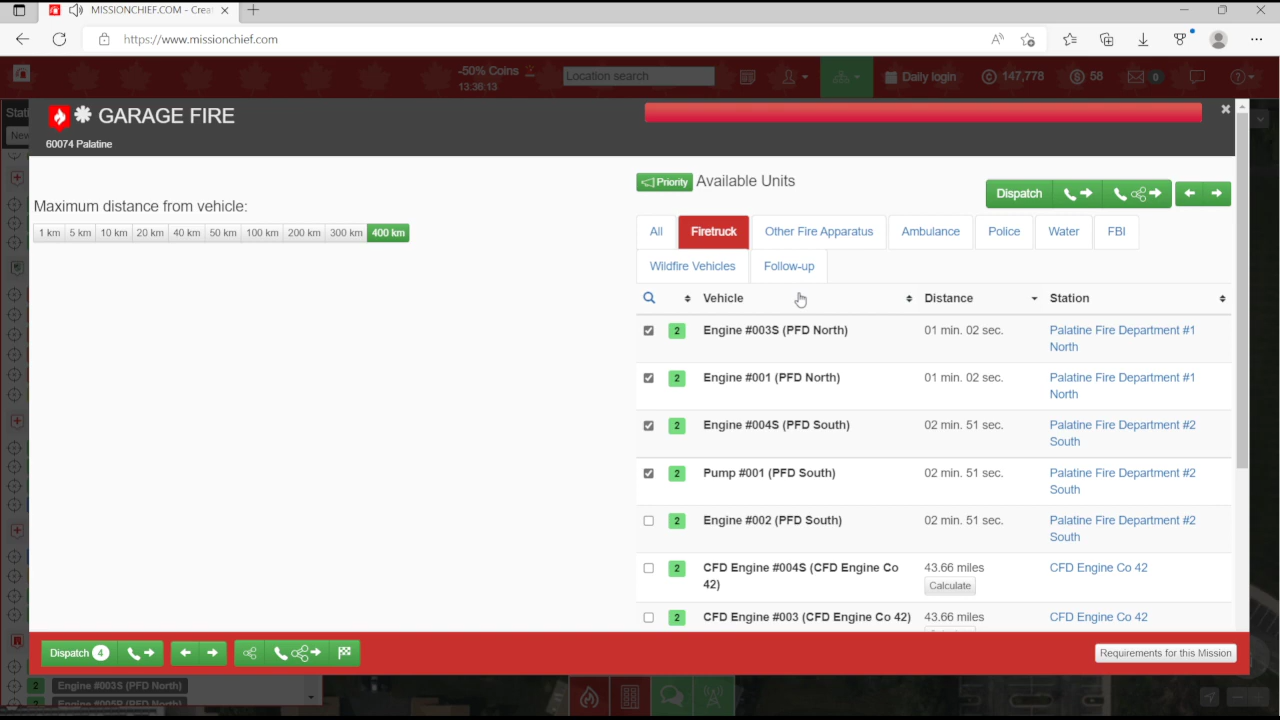 MISSIONCHIEF.COM - Crea
https://www.missionchief.com
-50% Coins
13:36:13
Location search
Daily login
147,778
58
0
Stati
New
GARAGE FIRE
60074 Palatine
Maximum distance from vehicle:
1 km 5 km 10 km 20 km 40 km 50 km 100 km 200 km 300 km 400 km
Priority Available Units
Dispatch
All Firetruck Other Fire Apparatus Ambulance Police Water FBI
Wildfire Vehicles Follow-up
Vehicle Distance Station
2 Engine #003S (PFD North) 01 min. 02 sec. Palatine Fire Department #1
North
2 Engine #001 (PFD North) 01 min. 02 sec. Palatine Fire Department #1
North
2 Engine #004S (PFD South) 02 min. 51 sec. Palatine Fire Department #2
South
2 Pump #001 (PFD South) 02 min. 51 sec. Palatine Fire Department #2
South
2 Engine #002 (PFD South) 02 min. 51 sec. Palatine Fire Department #2
South
2 CFD Engine #004S (CFD Engine Co 43.66 miles CFD Engine Co 42
42) Calculate
2 CFD Engine #003 (CFD Engine Co 42) 43.66 miles CFD Engine Co 42
Dispatch 4
Requirements for this Mission
2 Engine #003S (PFD North)
2 Engine #005R (PFD North)